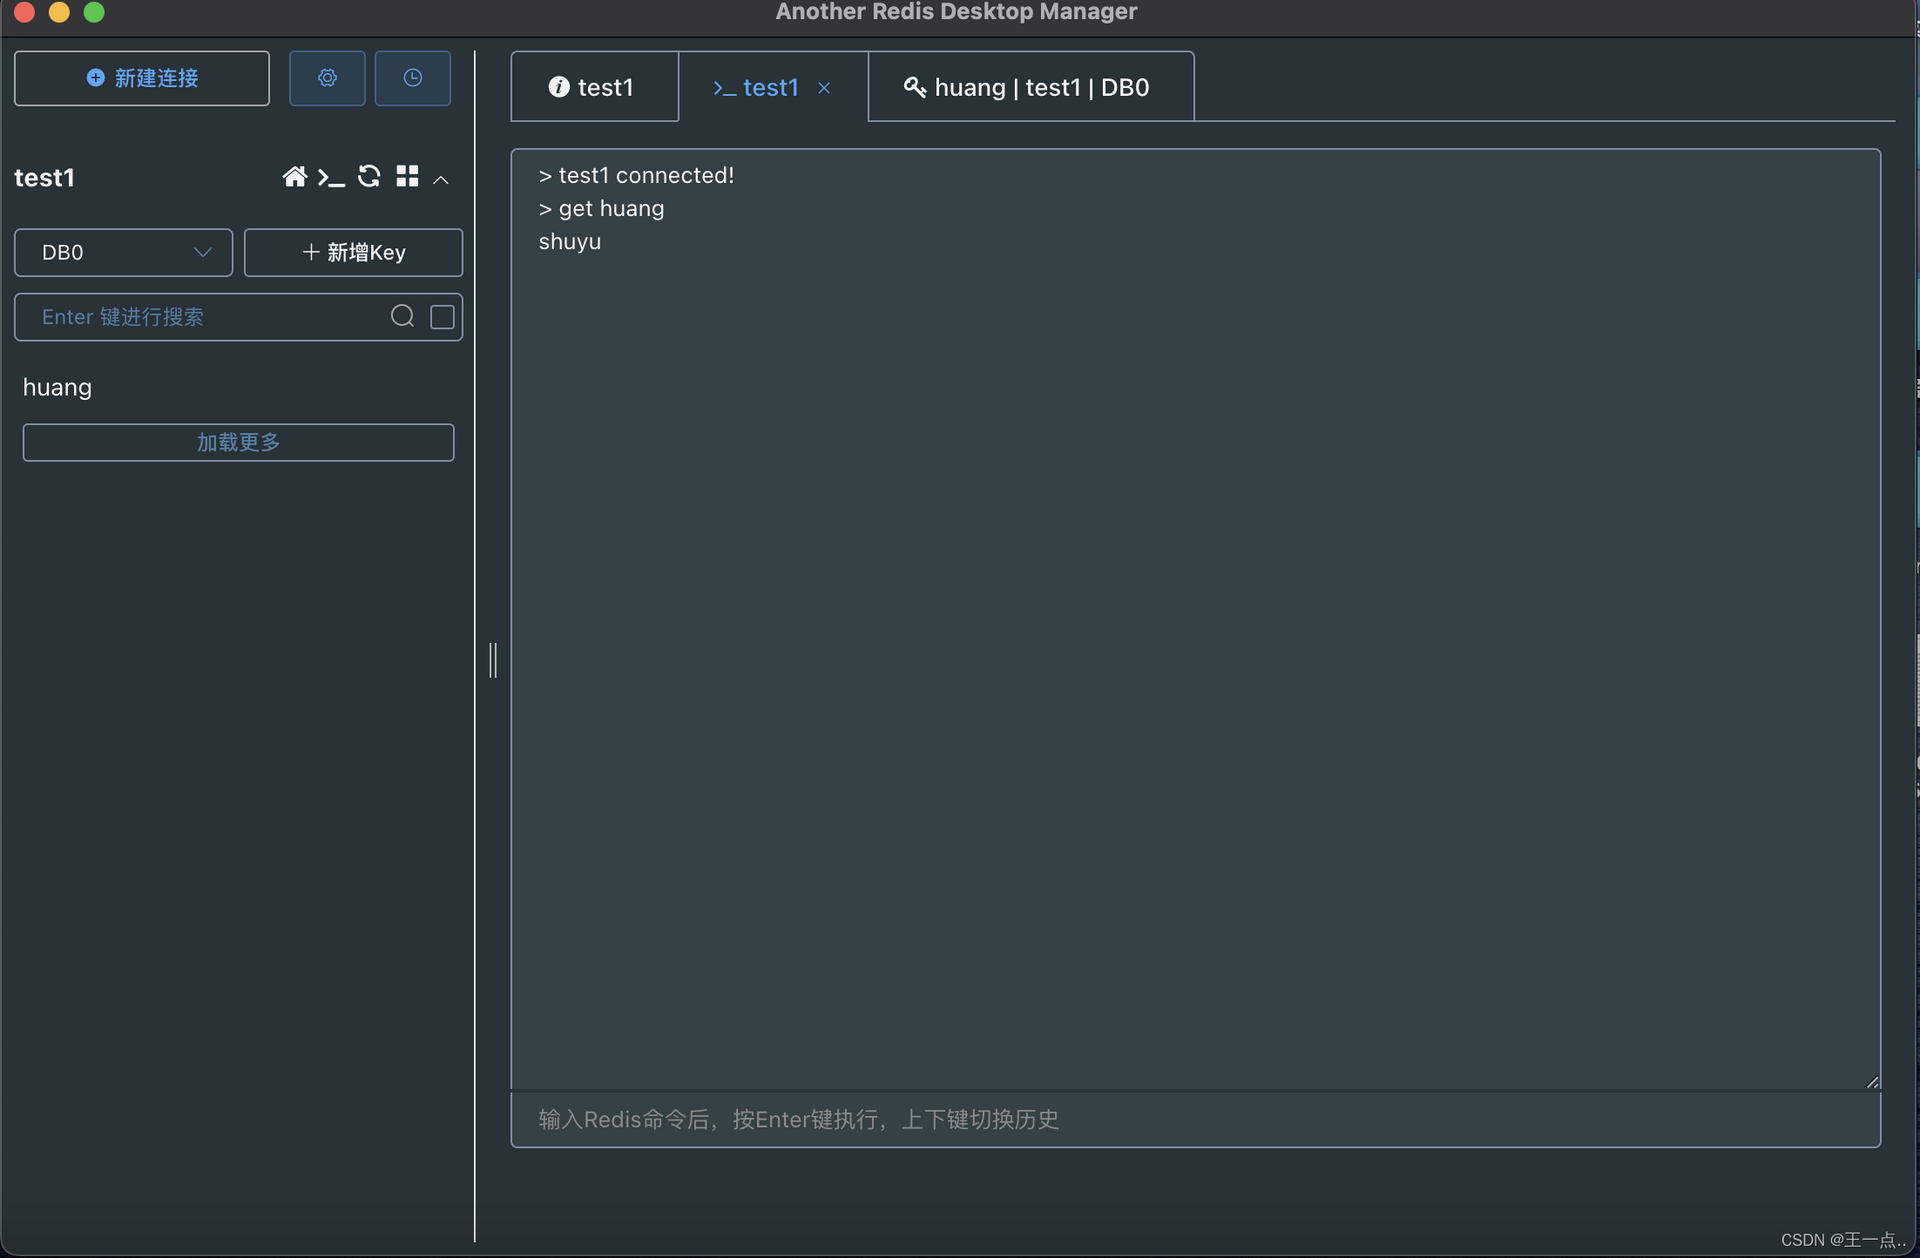 Another Redis Desktop Manager
新建连接
test1
test1
huang | test1 | DB0
test1
DB0
新增Key
Enter 键进行搜索
huang
加载更多
> test1 connected!
> get huang
shuyu
输入Redis命令后，按Enter键执行，上下键切换历史
CSDN @王一点..